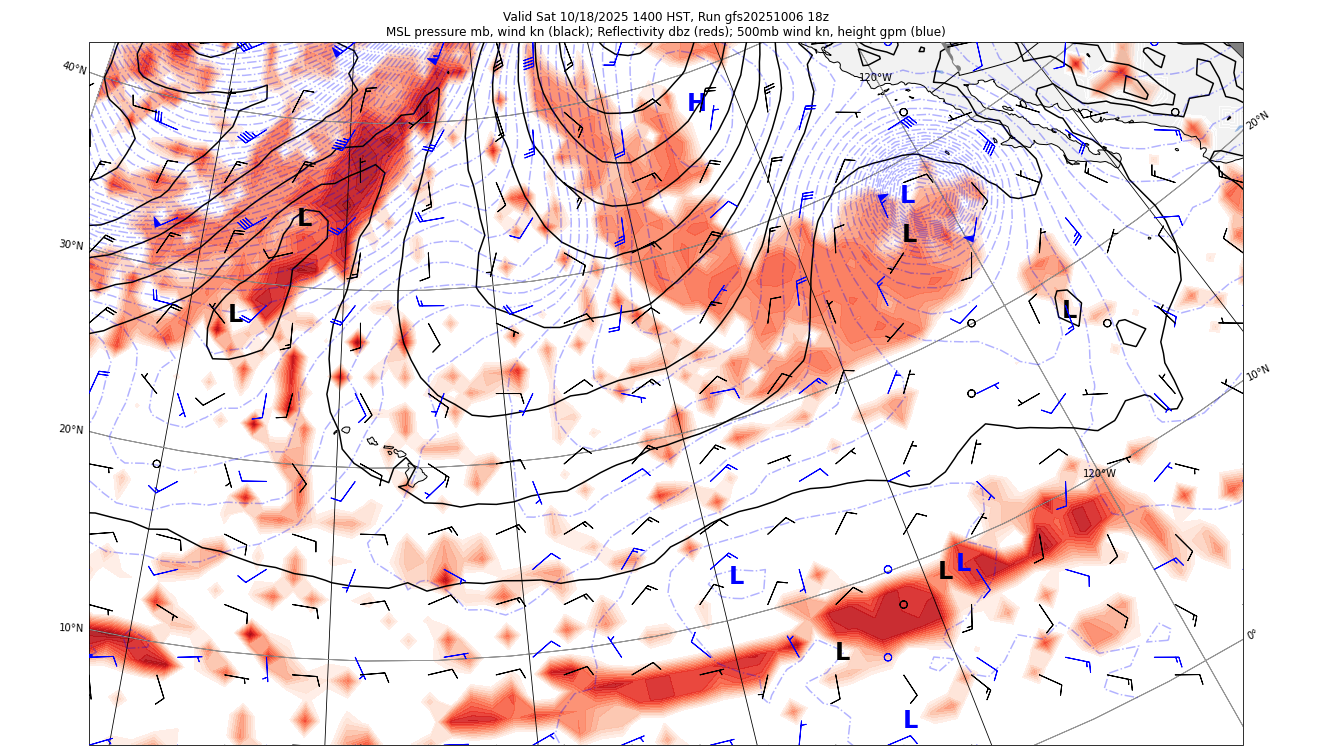 Valid Sat 10/18/2025 1400 HST, Run gfs20251006 18z
MSL pressure mb, wind kn (black); Reflectivity dbz (reds); 500mb wind kn, height gpm (blue)
40°N
120°W
H
20°N
L
L
30°N
L
L
L
10°N
20°N
120°W
L
L
L
10°N
0°
L
L